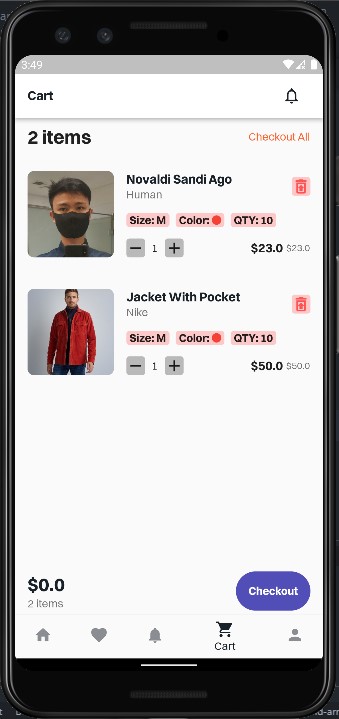 3:49
Cart
2 items
Checkout All
Novaldi Sandi Ago
Human
Size: M Color: QTY: 10
1
$23.0 $23.0
Jacket With Pocket
Nike
Size: M Color: QTY: 10
1
$50.0 $50.0
$0.0
2 items
Checkout
Cart